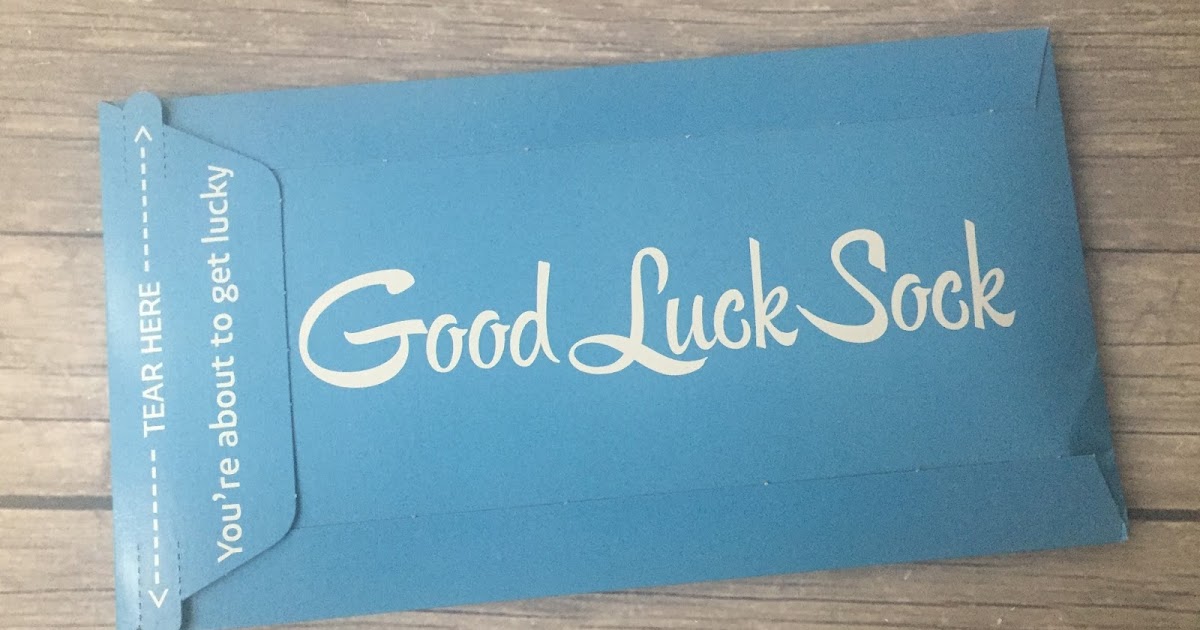 <-------- TEAR HERE -------->
You're about to get lucky
Good Luck Sock